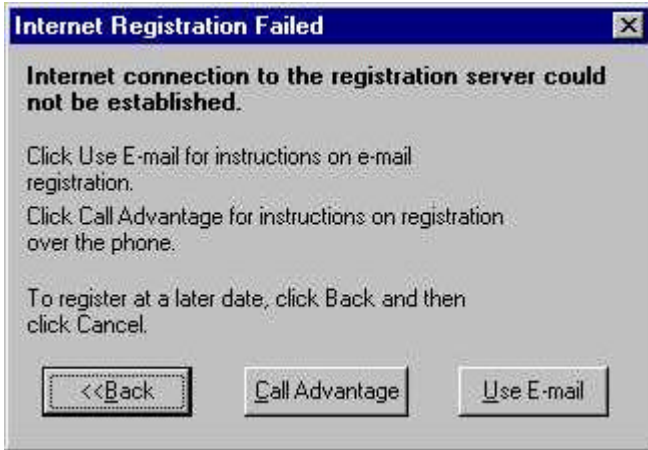 Internet Registration Failed
Internet connection to the registration server could
not be established.
Click Use E-mail for instructions on e-mail
registration.
Click Call Advantage for instructions on registration
over the phone.
To register at a later date, click Back and then
click Cancel.
<<Back
Call Advantage
Use E-mail